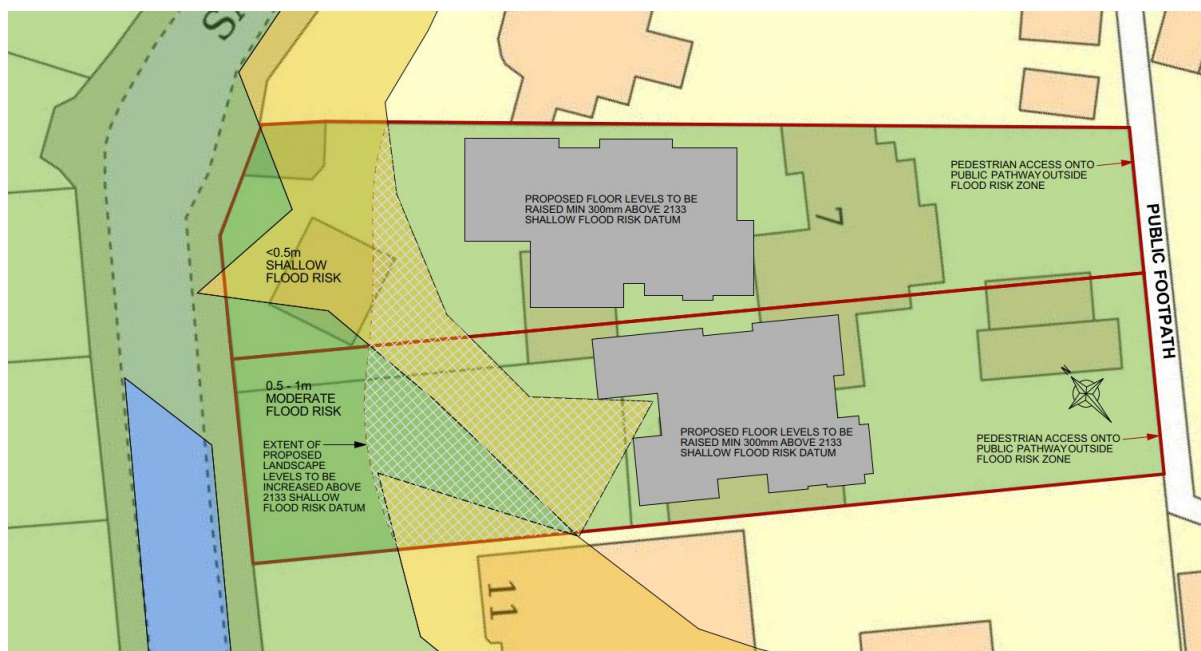 PROPOSED FLOOR LEVELS TO BE
RAISED MIN 300mm ABOVE 2133
SHALLOW FLOOD RISK DATUM
7
PEDESTRIAN ACCESS ONTO
PUBLIC PATHWAY OUTSIDE
FLOOD RISK ZONE
PUBLIC FOOTPATH
<0.5m
SHALLOW
FLOOD RISK
0.5 - 1m
MODERATE
FLOOD RISK
EXTENT OF
PROPOSED
LANDSCAPE
LEVELS TO BE
INCREASED ABOVE
2133 SHALLOW
FLOOD RISK DATUM
PROPOSED FLOOR LEVELS TO BE
RAISED MIN 300mm ABOVE 2133
SHALLOW FLOOD RISK DATUM
N
PEDESTRIAN ACCESS ONTO
PUBLIC PATHWAY OUTSIDE
FLOOD RISK ZONE
11